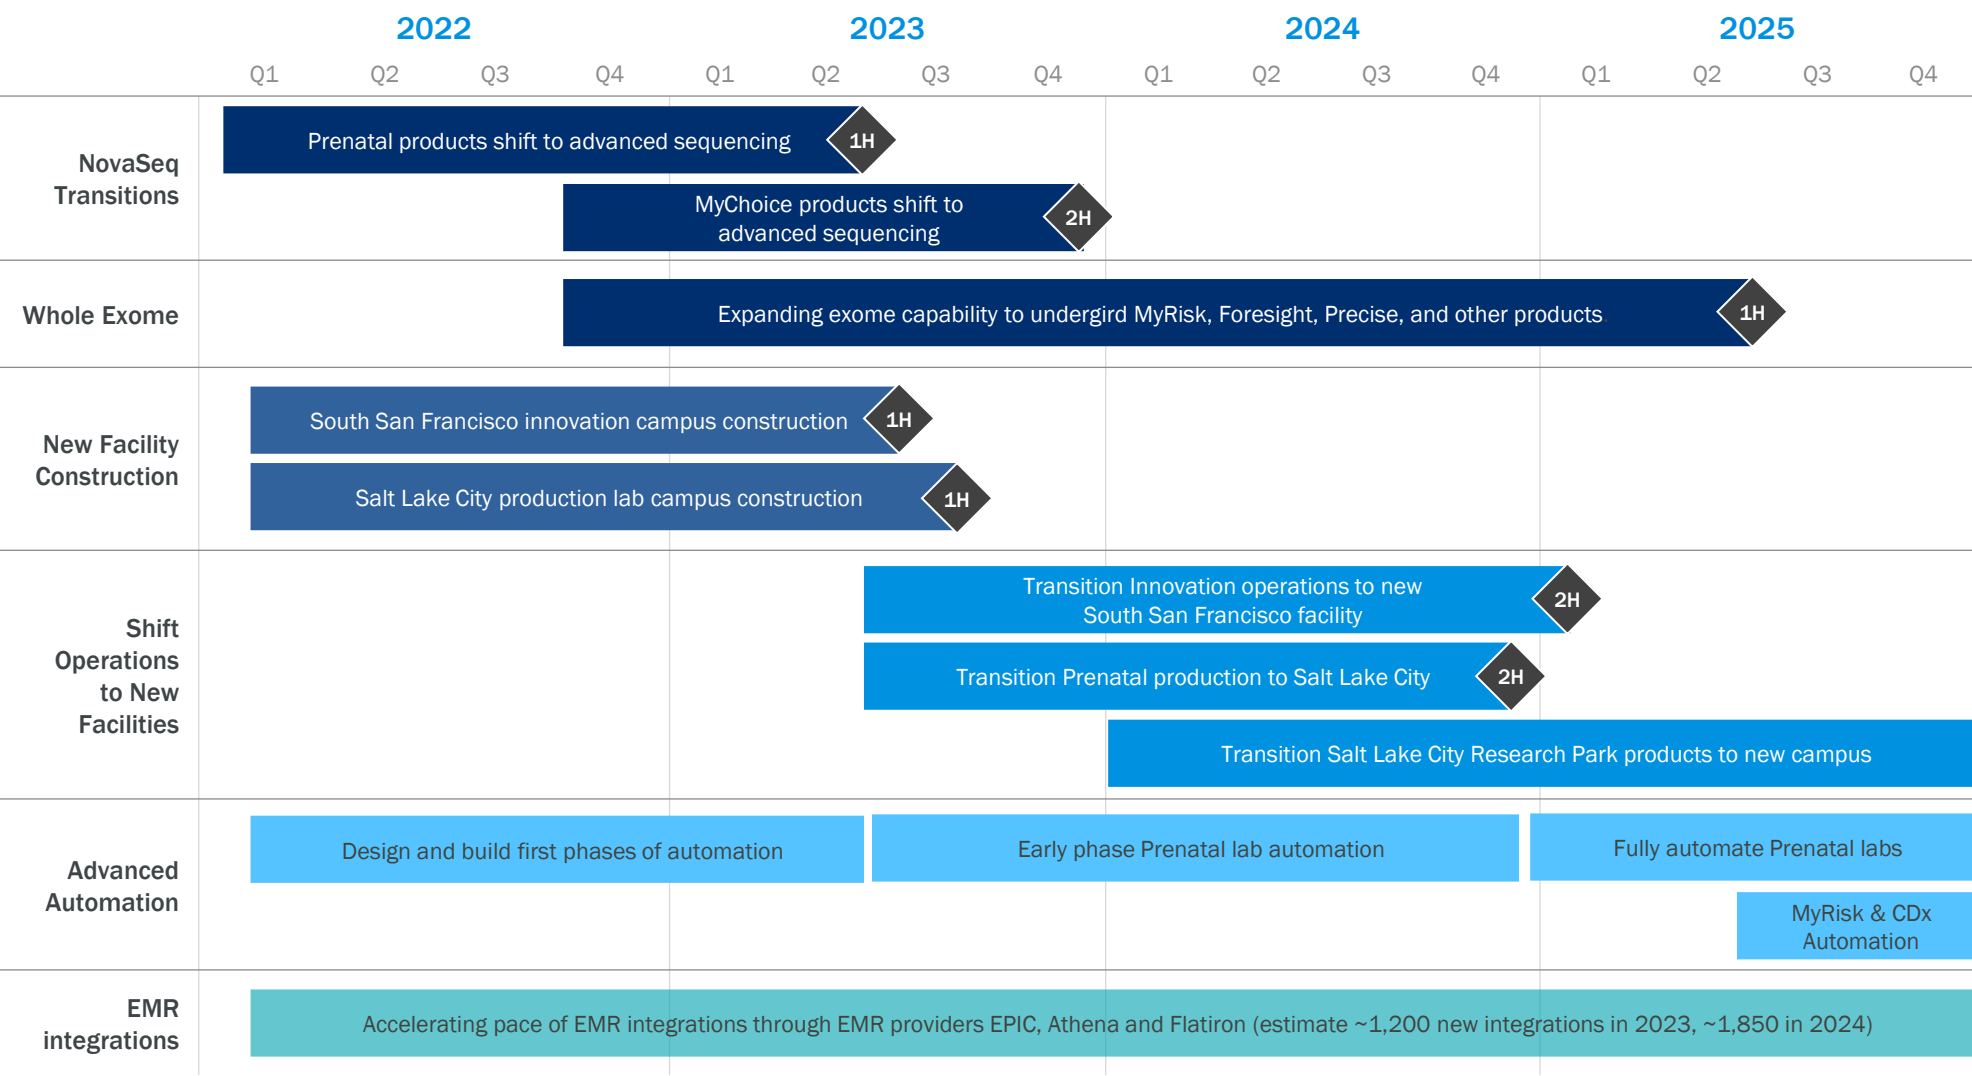 2022 2023 2024 2025
Q1 Q2 Q3 Q4 Q1 Q2 Q3 Q4 Q1 Q2 Q3 Q4 Q1 Q2 Q3 Q4
NovaSeq
Transitions
Prenatal products shift to advanced sequencing
1H
MyChoice products shift to
advanced sequencing
2H
Whole Exome
Expanding exome capability to undergird MyRisk, Foresight, Precise, and other products
1H
New Facility
Construction
South San Francisco innovation campus construction
1H
Salt Lake City production lab campus construction
1H
Shift
Operations
to New
Facilities
Transition Innovation operations to new
South San Francisco facility
2H
Transition Prenatal production to Salt Lake City
2H
Transition Salt Lake City Research Park products to new campus
Advanced
Automation
Design and build first phases of automation
Early phase Prenatal lab automation
Fully automate Prenatal labs
MyRisk & CDx
Automation
EMR
integrations
Accelerating pace of EMR integrations through EMR providers EPIC, Athena and Flatiron (estimate ~1,200 new integrations in 2023, ~1,850 in 2024)